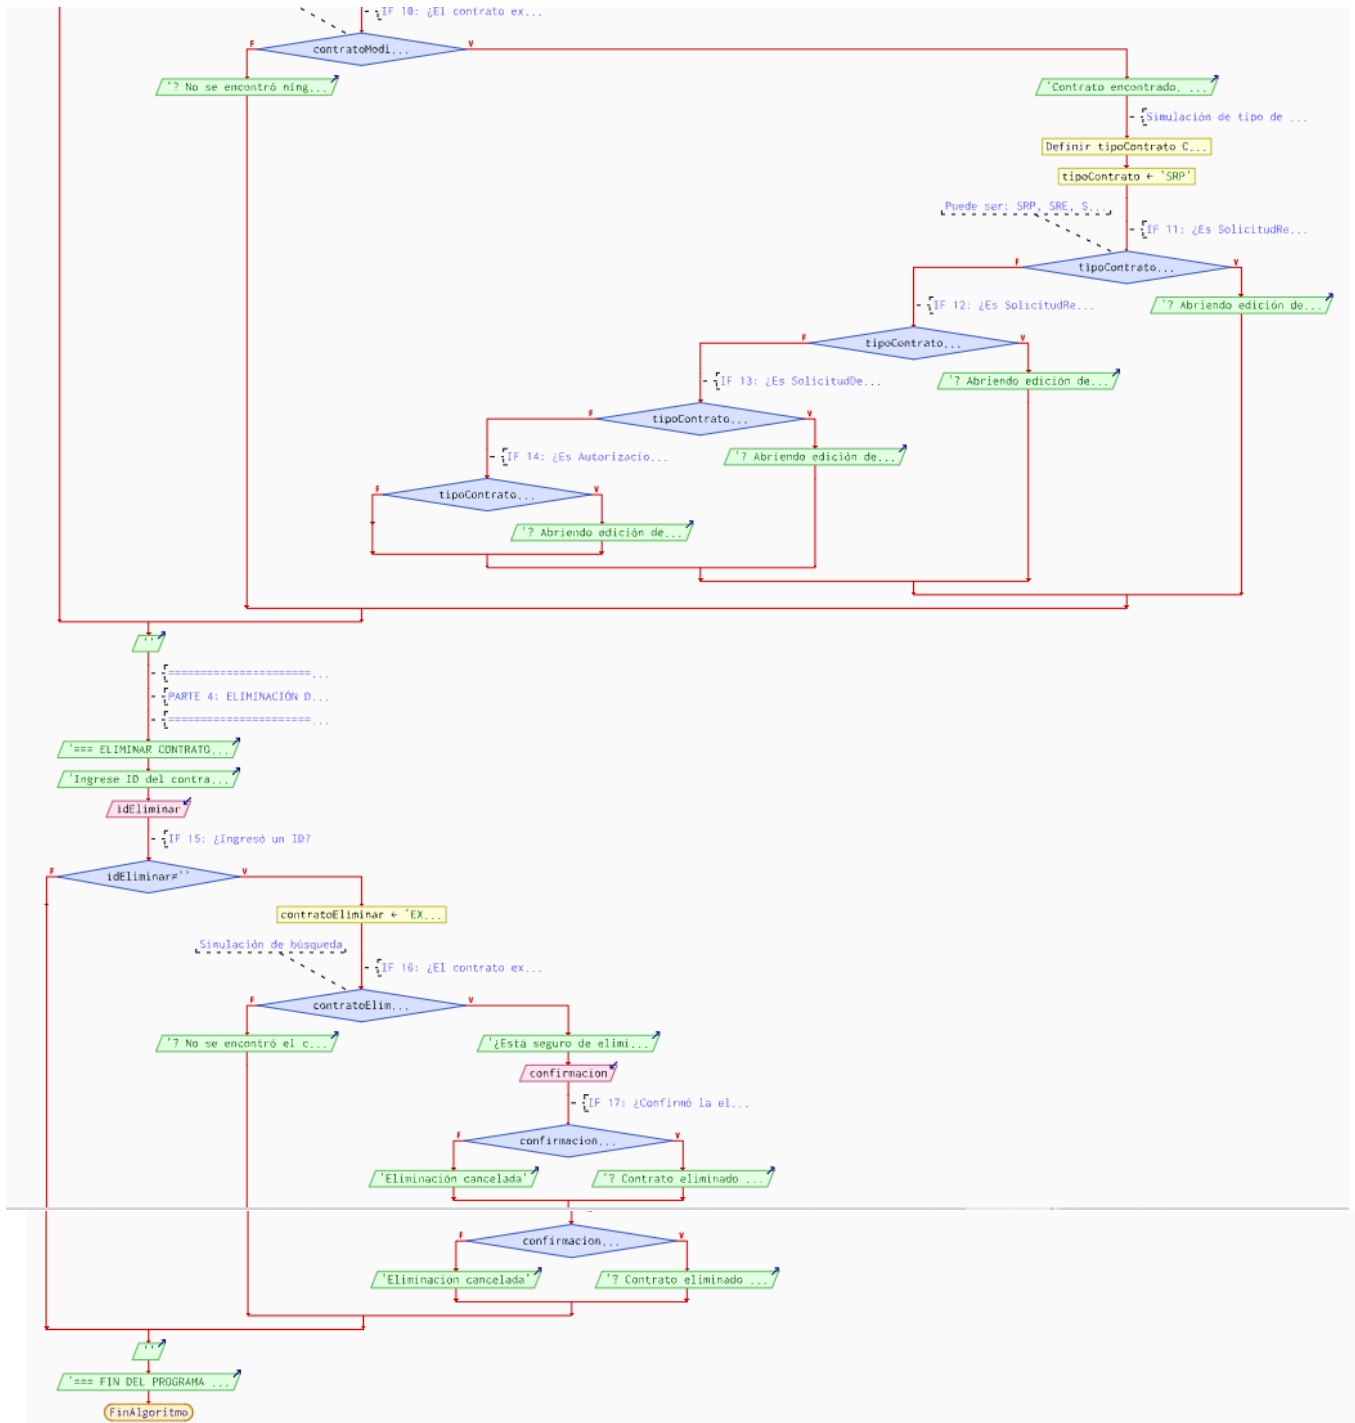 IF 10: ¿El contrato ex...
F
contratoModi...
V
'? No se encontró ning...
'Contrato encontrado, ...
Simulación de tipo de ...
Definir tipoContrato C...
tipoContrato ← 'SRP'
Puede ser: SRP, SRE, S...
IF 11: ¿Es SolicitudRe...
F
tipoContrato...
V
IF 12: ¿Es SolicitudRe...
'? Abriendo edición de...
F
tipoContrato...
V
IF 13: ¿Es SolicitudDe...
'? Abriendo edición de...
F
tipoContrato...
V
IF 14: ¿Es Autorizacio...
'? Abriendo edición de...
F
tipoContrato...
V
'? Abriendo edición de...
''
======================...
PARTE 4: ELIMINACIÓN D...
======================...
'=== ELIMINAR CONTRATO...
'Ingrese ID del contra...
idEliminar
IF 15: ¿Ingresó un ID?
F
idEliminar≠''
V
contratoEliminar ← 'EX...
Simulación de búsqueda
IF 16: ¿El contrato ex...
F
contratoElim...
V
'? No se encontró el c...
'¿Está seguro de elimi...
confirmacion
IF 17: ¿Confirmó la el...
F
confirmacion...
V
'Eliminación cancelada'
'? Contrato eliminado ...
F
confirmacion...
V
'Eliminacion cancelada'
'? Contrato eliminado ...
''
'=== FIN DEL PROGRAMA ...
FinAlgoritmo